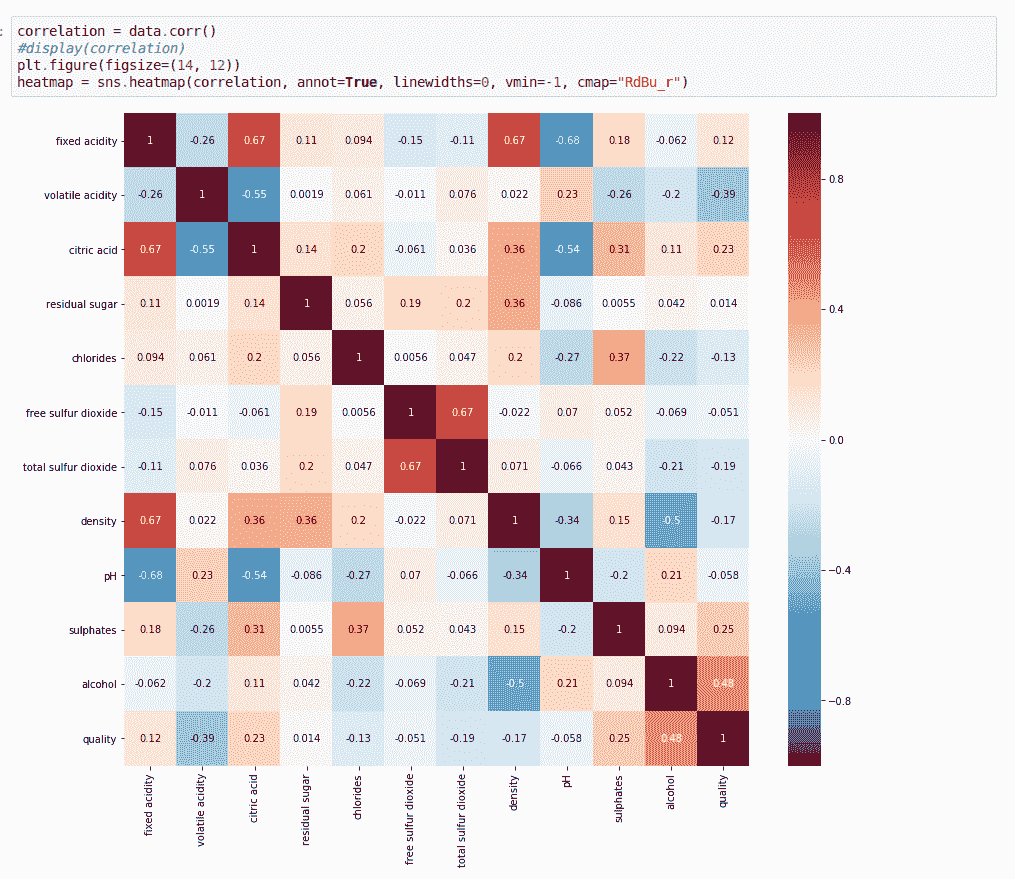 correlation = data.corr()
#display(correlation)
plt.figure(figsize=(14, 12))
heatmap = sns.heatmap(correlation, annot=True, linewidths=0, vmin=-1, cmap="RdBu_r")
fixed acidity 1 -0.26 0.67 0.11 0.094 -0.15 -0.11 0.67 -0.68 0.18 -0.062 0.12
0.8
volatile acidity -0.26 1 -0.55 0.0019 0.061 -0.011 0.076 0.022 0.23 -0.26 -0.2 -0.39
citric acid 0.67 -0.55 1 0.14 0.2 -0.061 0.036 0.36 -0.54 0.31 0.11 0.23
residual sugar 0.11 0.0019 0.14 1 0.056 0.19 0.2 0.36 -0.086 0.0055 0.042 0.014
0.4
chlorides 0.094 0.061 0.2 0.056 1 0.0056 0.047 0.2 -0.27 0.37 -0.22 -0.13
free sulfur dioxide -0.15 -0.011 -0.061 0.19 0.0056 1 0.67 -0.022 0.07 0.052 -0.069 -0.051
0.0
total sulfur dioxide -0.11 0.076 0.036 0.2 0.047 0.67 1 0.071 -0.066 0.043 -0.21 -0.19
density 0.67 0.022 0.36 0.36 0.2 -0.022 0.071 1 -0.34 0.15 -0.5 -0.17
pH -0.68 0.23 -0.54 -0.086 -0.27 0.07 -0.066 -0.34 1 -0.2 0.21 -0.058
−0.4
sulphates 0.18 -0.26 0.31 0.0055 0.37 0.052 0.043 0.15 -0.2 1 0.094 0.25
alcohol -0.062 -0.2 0.11 0.042 -0.22 -0.069 -0.21 -0.5 0.21 0.094 1 0.48
−0.8
quality 0.12 -0.39 0.23 0.014 -0.13 -0.051 -0.19 -0.17 -0.058 0.25 0.48 1
fixed acidity
volatile acidity
citric acid
residual sugar
chlorides
free sulfur dioxide
total sulfur dioxide
density
pH
sulphates
alcohol
quality